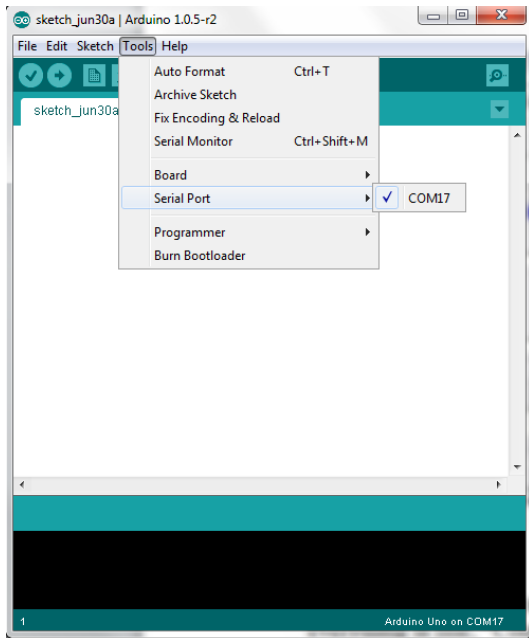 sketch_jun30a | Arduino 1.0.5-r2
File Edit Sketch Tools Help
Auto Format Ctrl+T
sketch_jun30a
Archive Sketch
Fix Encoding & Reload
Serial Monitor Ctrl+Shift+M
Board
Serial Port
COM17
Programmer
Burn Bootloader
1 Arduino Uno on COM17